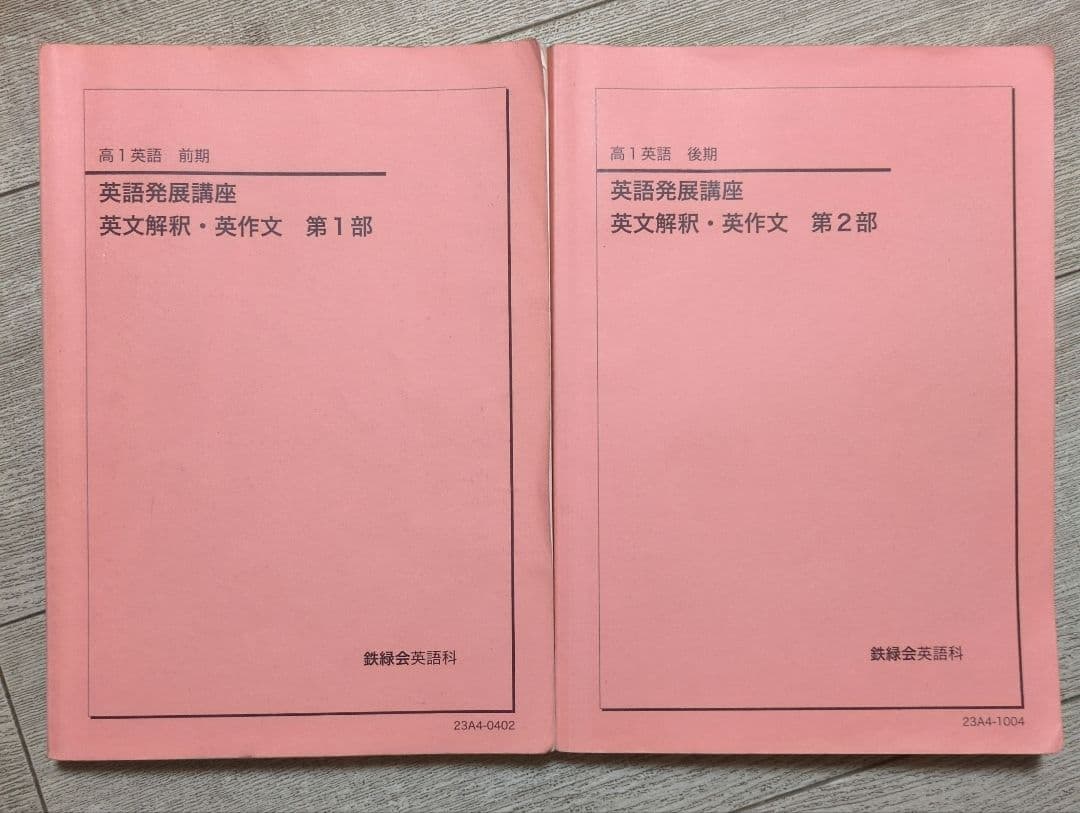 高1英語　前期
英語発展講座
英文解釈・英作文　第1部
鉄緑会英語科
23A4-0402
高1英語　後期
英語発展講座
英文解釈・英作文　第2部
鉄緑会英語科
23A4-1004